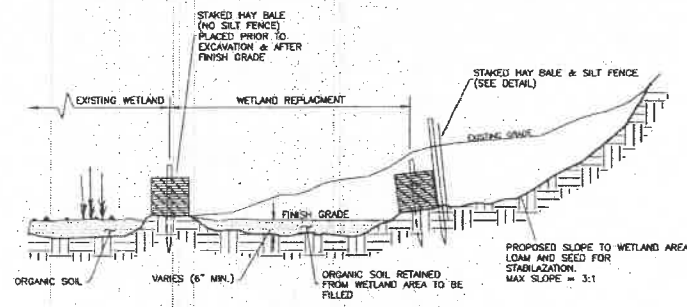 STAKED HAY BALE
(NO SILT FENCE)
PLACED PRIOR TO
EXCAVATION & AFTER
FINISH GRADE
STAKED HAY BALE & SILT FENCE
(SEE DETAIL)
EXISTING WETLAND
WETLAND REPLACMENT
EXISTING GRADE
FINISH GRADE
ORGANIC SOIL
VARIES (6" MIN.)
ORGANIC SOIL RETAINED
FROM WETLAND AREA TO BE
FILLED
PROPOSED SLOPE TO WETLAND AREA
LOAM AND SEED FOR
STABILAZATION.
MAX SLOPE = 3:1